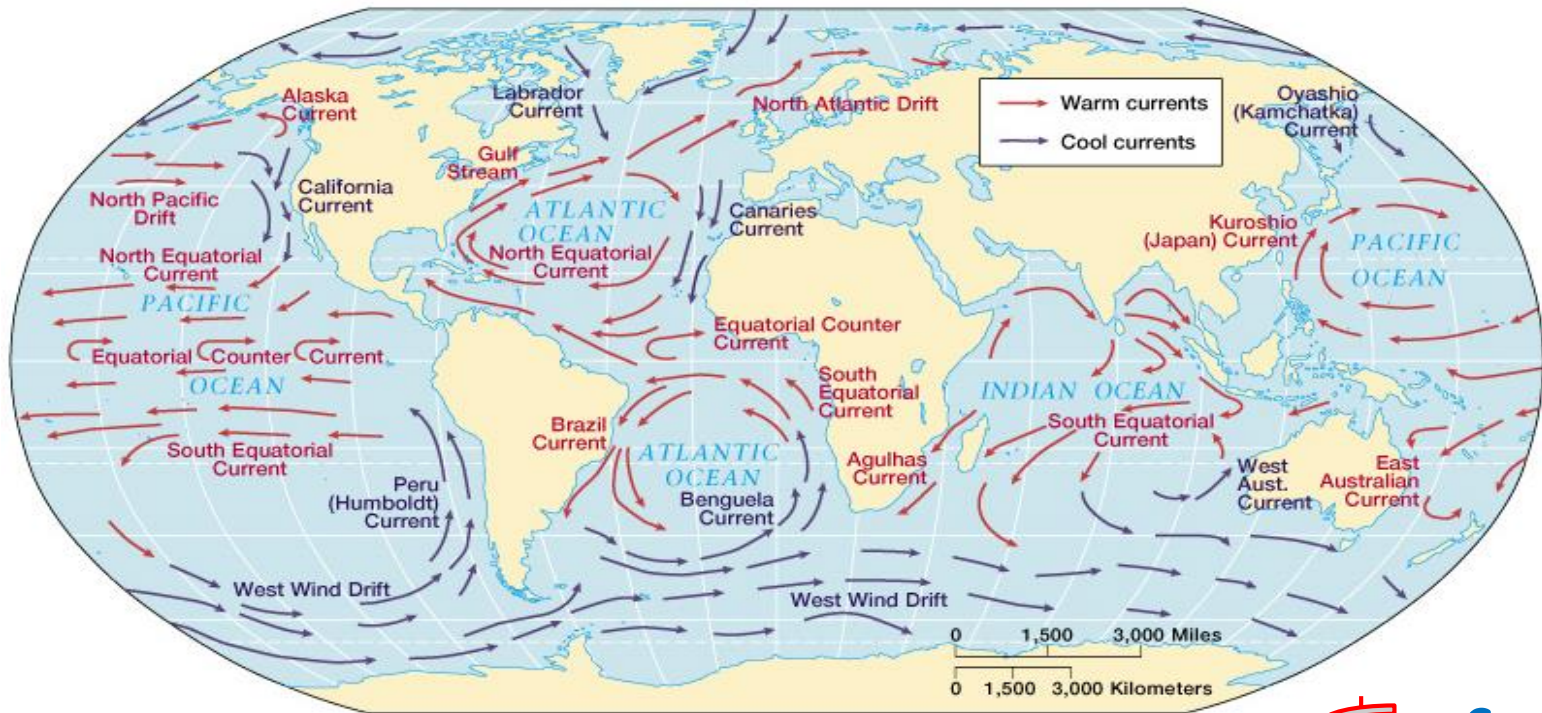 Alaska
Current
Labrador
Current
North Atlantic Drift
Warm currents
Cool currents
Oyashio
(Kamchatka)
Current
Gulf
Stream
North Pacific
Drift
California
Current
ATLANTIC
OCEAN
Canaries
Current
Kuroshio
(Japan) Current
PACIFIC
OCEAN
North Equatorial
Current
North Equatorial
Current
PACIFIC
Equatorial Counter Current
OCEAN
Equatorial Counter
Current
South
Equatorial
Current
INDIAN OCEAN
South Equatorial
Current
South Equatorial
Current
Brazil
Current
ATLANTIC
OCEAN
Agulhas
Current
Peru
(Humboldt)
Current
Benguela
Current
West
Aust.
Current
East
Australian
Current
West Wind Drift
West Wind Drift
0 1,500 3,000 Miles
0 1,500 3,000 Kilometers